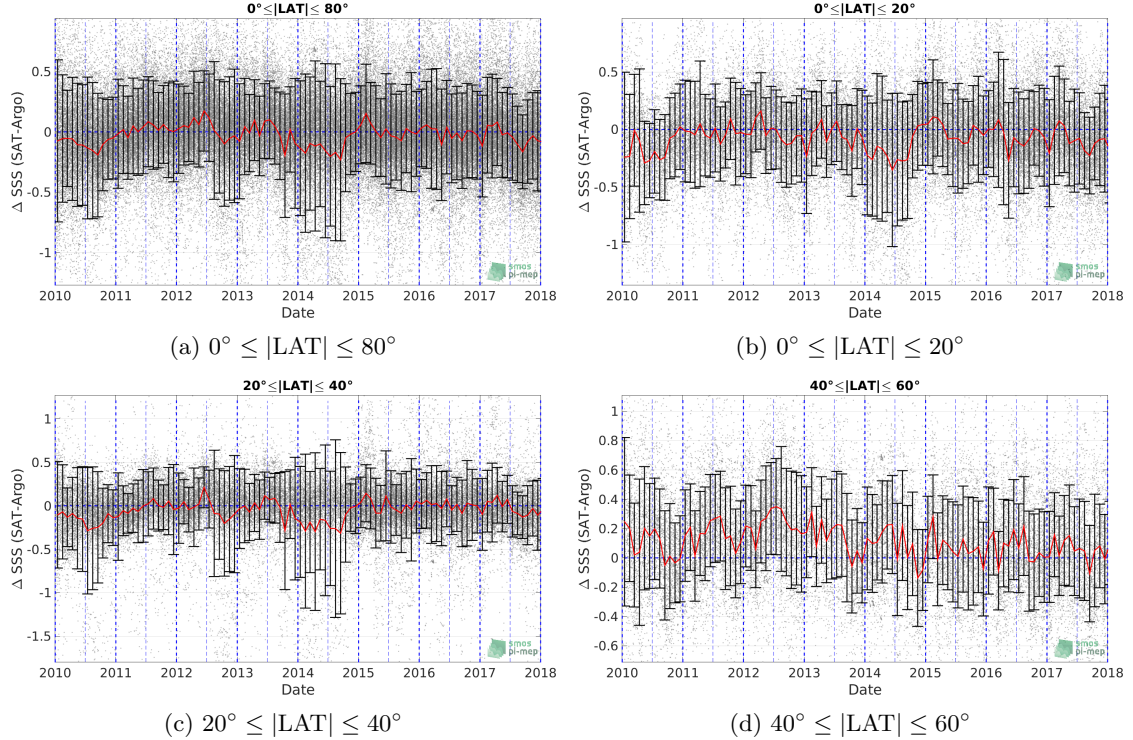 0°≤|LAT|≤ 80°
Δ SSS (SAT-Argo)
0.5
0
-0.5
-1
2010 2011 2012 2013 2014 2015 2016 2017 2018
Date
smos
pi-mep
(a) 0° ≤ |LAT| ≤ 80°
0°≤|LAT|≤ 20°
Δ SSS (SAT-Argo)
0.5
0
-0.5
-1
2010 2011 2012 2013 2014 2015 2016 2017 2018
Date
smos
pi-mep
(b) 0° ≤ |LAT| ≤ 20°
20°≤|LAT|≤ 40°
Δ SSS (SAT-Argo)
1
0.5
0
-0.5
-1
-1.5
2010 2011 2012 2013 2014 2015 2016 2017 2018
Date
smos
pi-mep
(c) 20° ≤ |LAT| ≤ 40°
40°≤|LAT|≤ 60°
Δ SSS (SAT-Argo)
1
0.8
0.6
0.4
0.2
0
-0.2
-0.4
-0.6
2010 2011 2012 2013 2014 2015 2016 2017 2018
Date
smos
pi-mep
(d) 40° ≤ |LAT| ≤ 60°